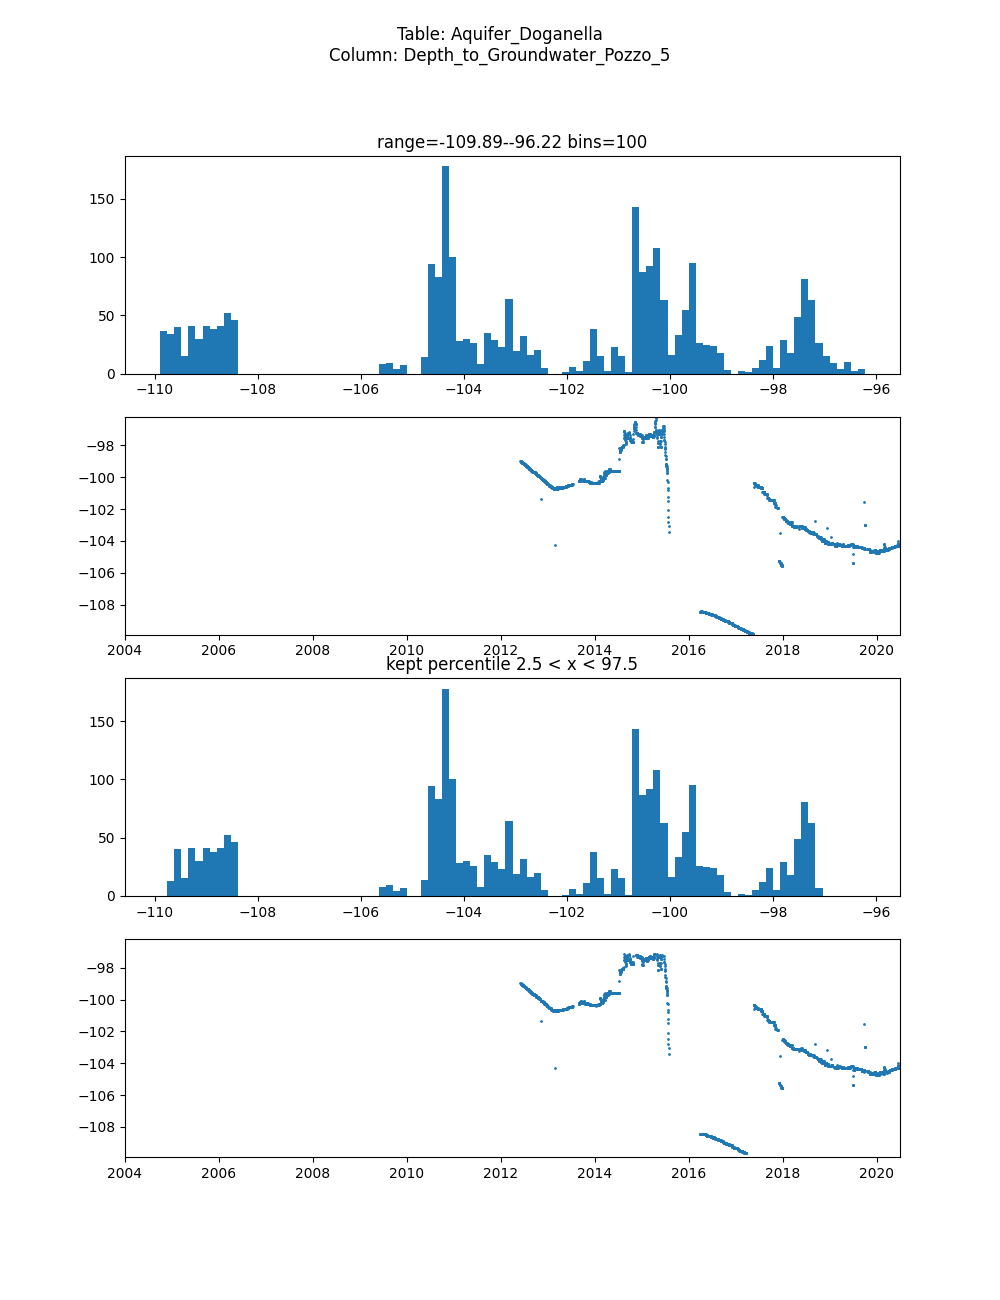 Table: Aquifer_Doganella
Column: Depth_to_Groundwater_Pozzo_5
range=-109.89--96.22 bins=100
150
100
50
0
−110 −108 −106 −104 −102 −100 −98 −96
−98
−100
−102
−104
−106
−108
2004 2006 2008 2010 2012 2014 2016 2018 2020
kept percentile 2.5 < x < 97.5
150
100
50
0
−110 −108 −106 −104 −102 −100 −98 −96
−98
−100
−102
−104
−106
−108
2004 2006 2008 2010 2012 2014 2016 2018 2020